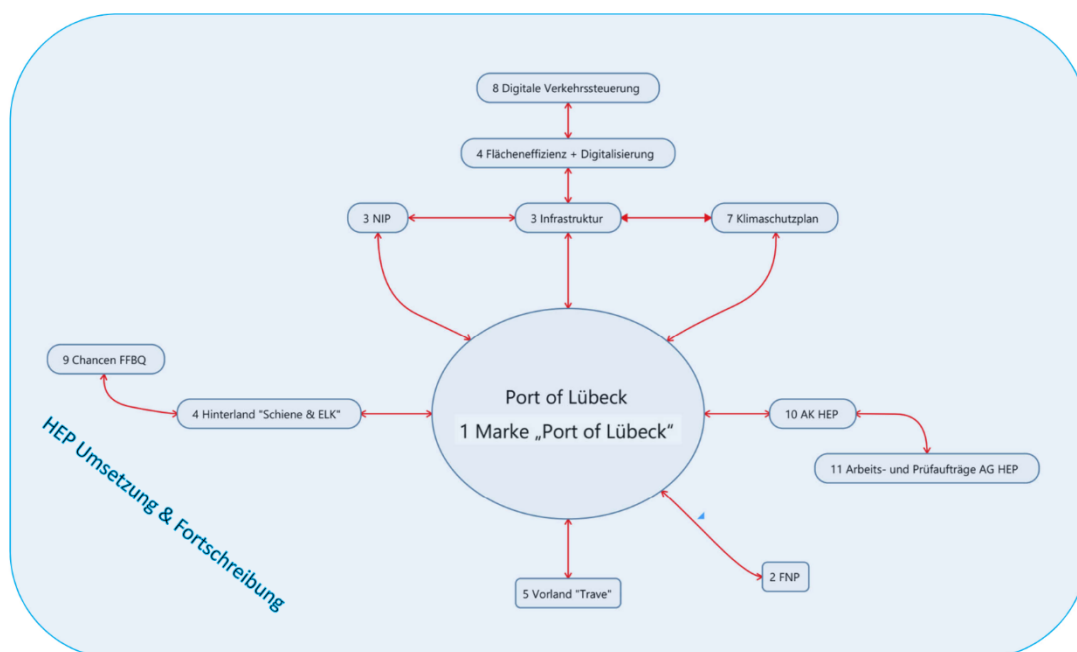 8 Digitale Verkehrssteuerung
4 Flächeneffizienz + Digitalisierung
3 NIP
3 Infrastruktur
7 Klimaschutzplan
9 Chancen FFBQ
4 Hinterland "Schiene & ELK"
Port of Lübeck
1 Marke „Port of Lübeck“
10 AK HEP
11 Arbeits- und Prüfaufträge AG HEP
HEP Umsetzung & Fortschreibung
5 Vorland "Trave"
2 FNP